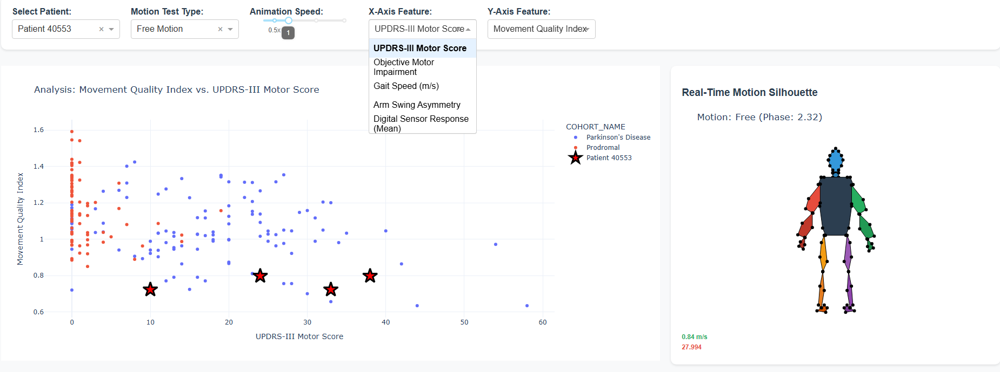 Select Patient:
Motion Test Type:
Animation Speed:
X-Axis Feature:
Y-Axis Feature:
Patient 40553
Free Motion
0.5x
1
UPDRS-III Motor Score
Movement Quality Index
UPDRS-III Motor Score
Objective Motor
Impairment
Gait Speed (m/s)
Arm Swing Asymmetry
Digital Sensor Response
(Mean)
Analysis: Movement Quality Index vs. UPDRS-III Motor Score
COHORT_NAME
Parkinson's Disease
Prodromal
Patient 40553
Movement Quality Index
1.6
1.4
1.2
1
0.8
0.6
0
10
20
30
40
50
60
UPDRS-III Motor Score
Real-Time Motion Silhouette
Motion: Free (Phase: 2.32)
0.84 m/s
27.994